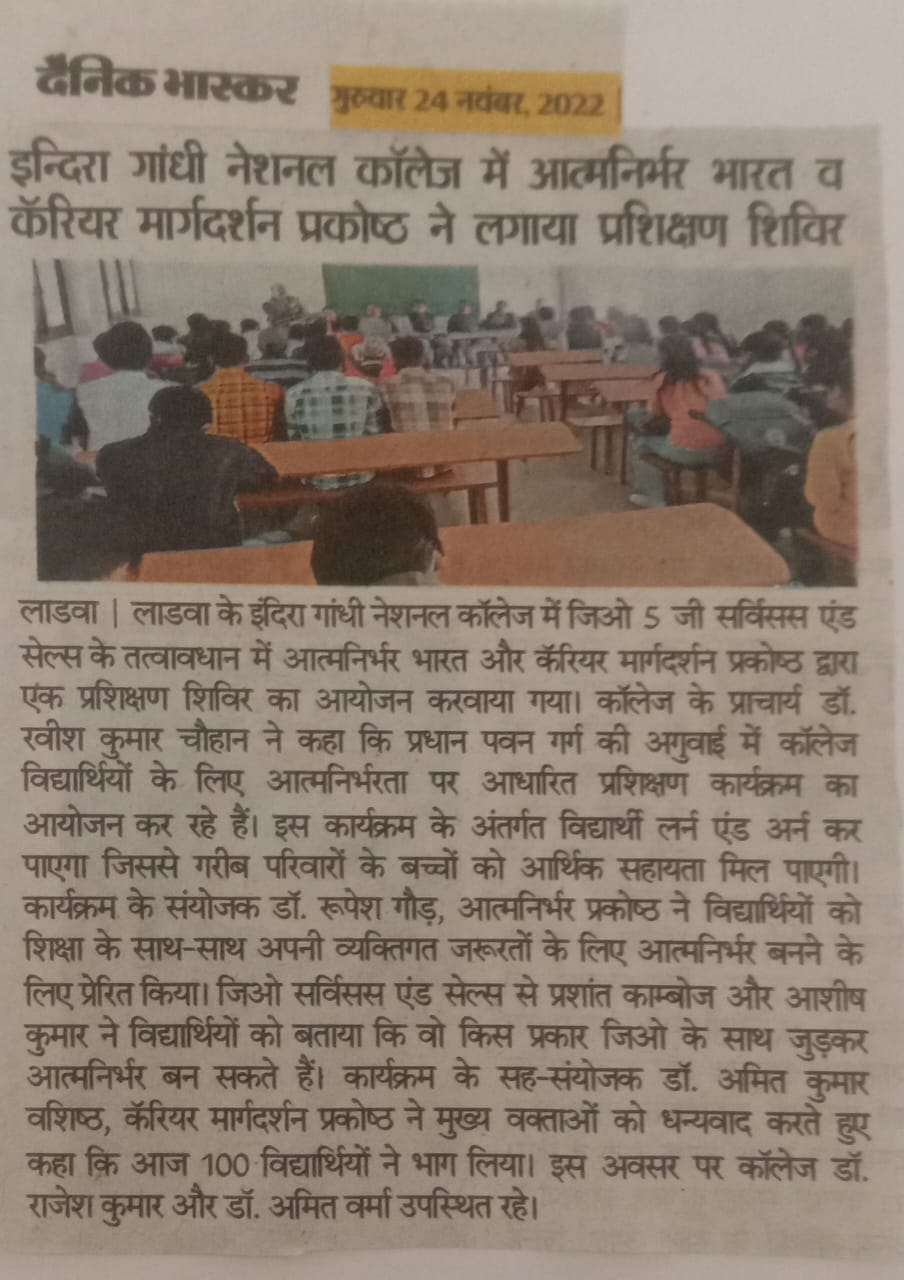 दैनिक भास्कर
गुरुवार 24 नवंबर, 2022
इन्दिरा गांधी नेशनल कॉलेज में आत्मनिर्भर भारत व
कॅरियर मार्गदर्शन प्रकोष्ठ ने लगाया प्रशिक्षण शिविर
लाडवा | लाडवा के इंदिरा गांधी नेशनल कॉलेज में जिओ 5 जी सर्विसस एंड
सेल्स के तत्वावधान में आत्मनिर्भर भारत और कॅरियर मार्गदर्शन प्रकोष्ठ द्वारा
एक प्रशिक्षण शिविर का आयोजन करवाया गया। कॉलेज के प्राचार्य डॉ.
रवीश कुमार चौहान ने कहा कि प्रधान पवन गर्ग की अगुवाई में कॉलेज
विद्यार्थियों के लिए आत्मनिर्भरता पर आधारित प्रशिक्षण कार्यक्रम का
आयोजन कर रहे हैं। इस कार्यक्रम के अंतर्गत विद्यार्थी लर्न एंड अर्न कर
पाएगा जिससे गरीब परिवारों के बच्चों को आर्थिक सहायता मिल पाएगी।
कार्यक्रम के संयोजक डॉ. रूपेश गौड़, आत्मनिर्भर प्रकोष्ठ ने विद्यार्थियों को
शिक्षा के साथ-साथ अपनी व्यक्तिगत जरूरतों के लिए आत्मनिर्भर बनने के
लिए प्रेरित किया। जिओ सर्विसस एंड सेल्स से प्रशांत काम्बोज और आशीष
कुमार ने विद्यार्थियों को बताया कि वो किस प्रकार जिओ के साथ जुड़कर
आत्मनिर्भर बन सकते हैं। कार्यक्रम के सह-संयोजक डॉ. अमित कुमार
वशिष्ठ, कॅरियर मार्गदर्शन प्रकोष्ठ ने मुख्य वक्ताओं को धन्यवाद करते हुए
कहा कि आज 100 विद्यार्थियों ने भाग लिया। इस अवसर पर कॉलेज डॉ.
राजेश कुमार और डॉ. अमित वर्मा उपस्थित रहे।